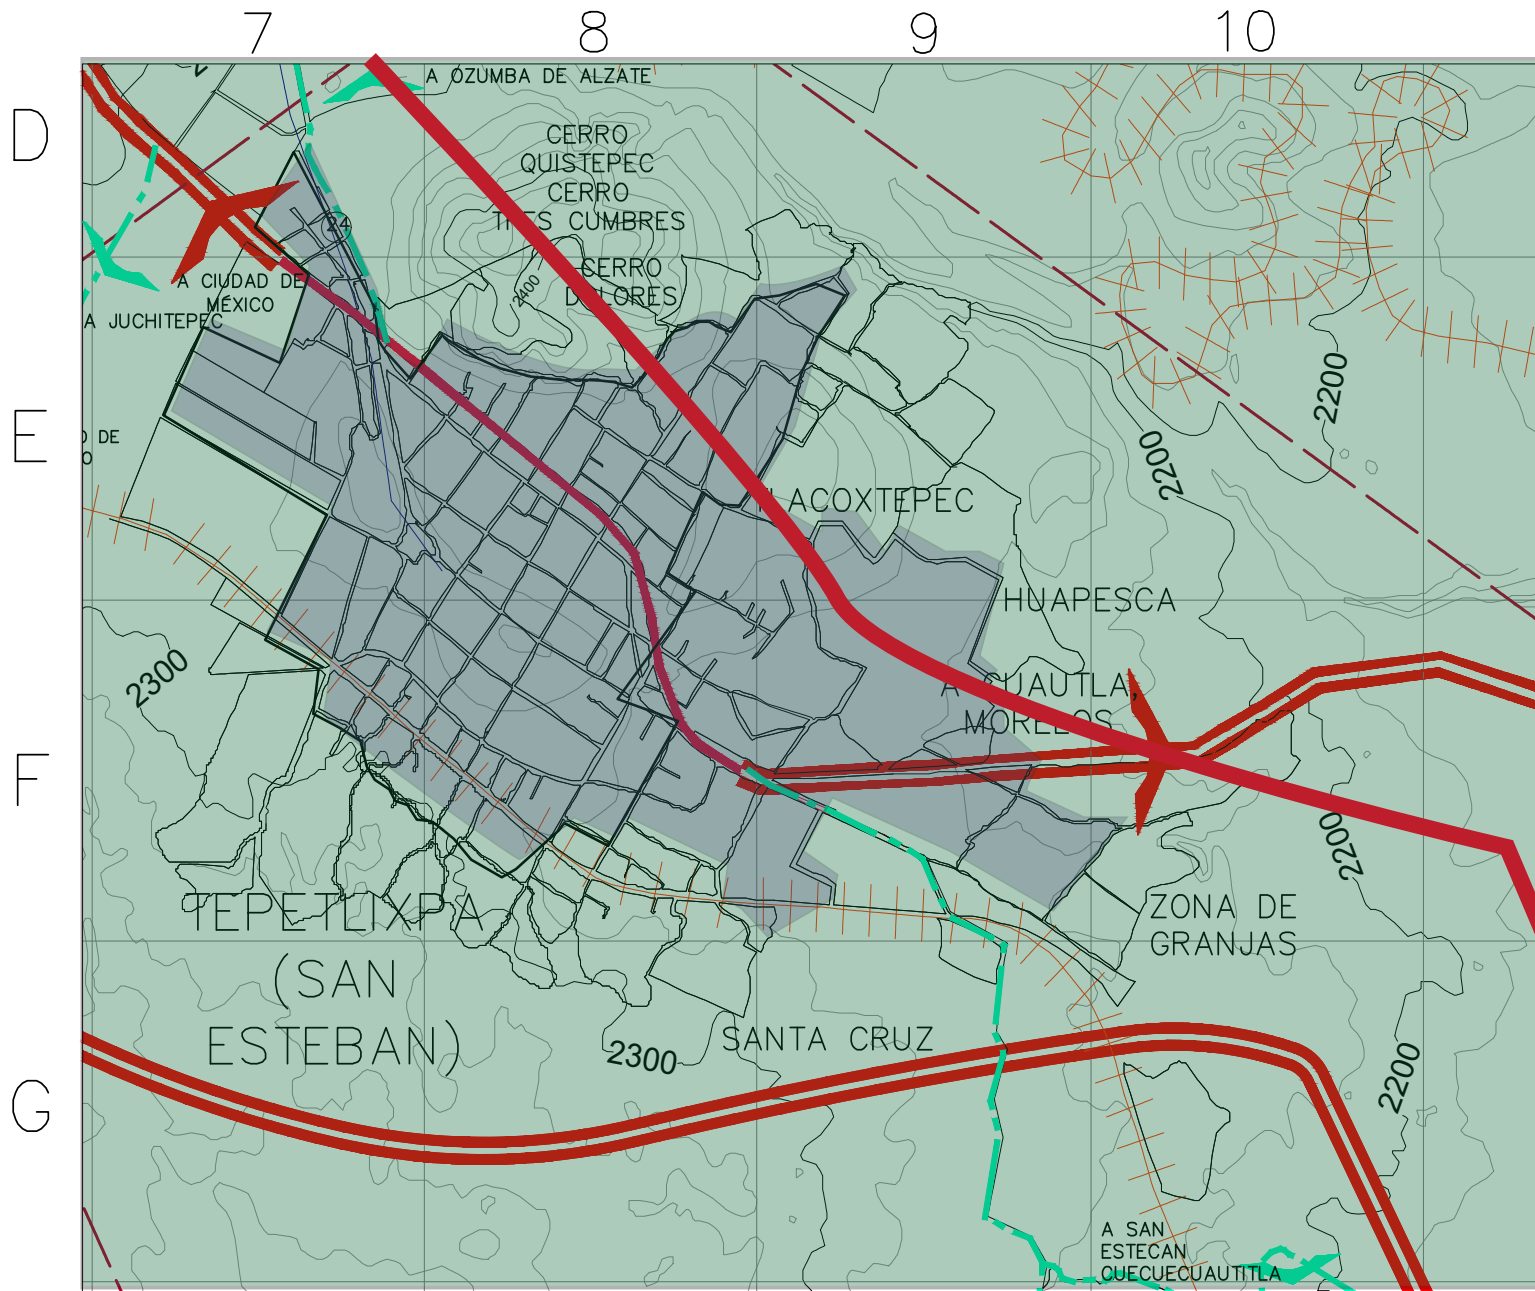 7 8 9 10
D
E
F
G
A OZUMBA DE ALZATE
CERRO
QUISTEPEC
CERRO
TRES CUMBRES
CERRO
DOLORES
2400
24
A CIUDAD DE
MÉXICO
A JUCHITEPEC
DE
2200
2200
TLACOXTEPEC
HUAPESCA
A CUAUTLA,
MORELOS
2300
2200
ZONA DE
GRANJAS
TEPETLIXPA
(SAN
ESTEBAN)
2300
SANTA CRUZ
2200
A SAN
ESTECAN
CUECUECUAUTITLA